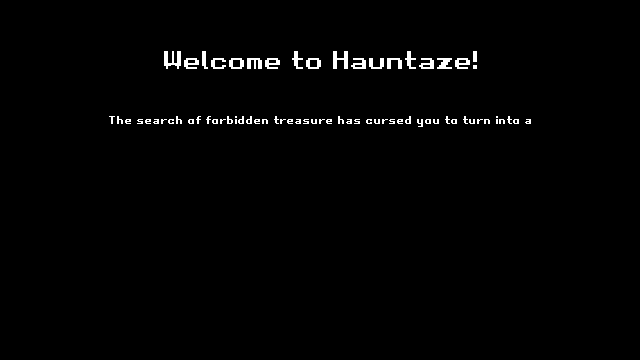 Welcome to Hauntaze!
The search of forbidden treasure has cursed you to turn into a